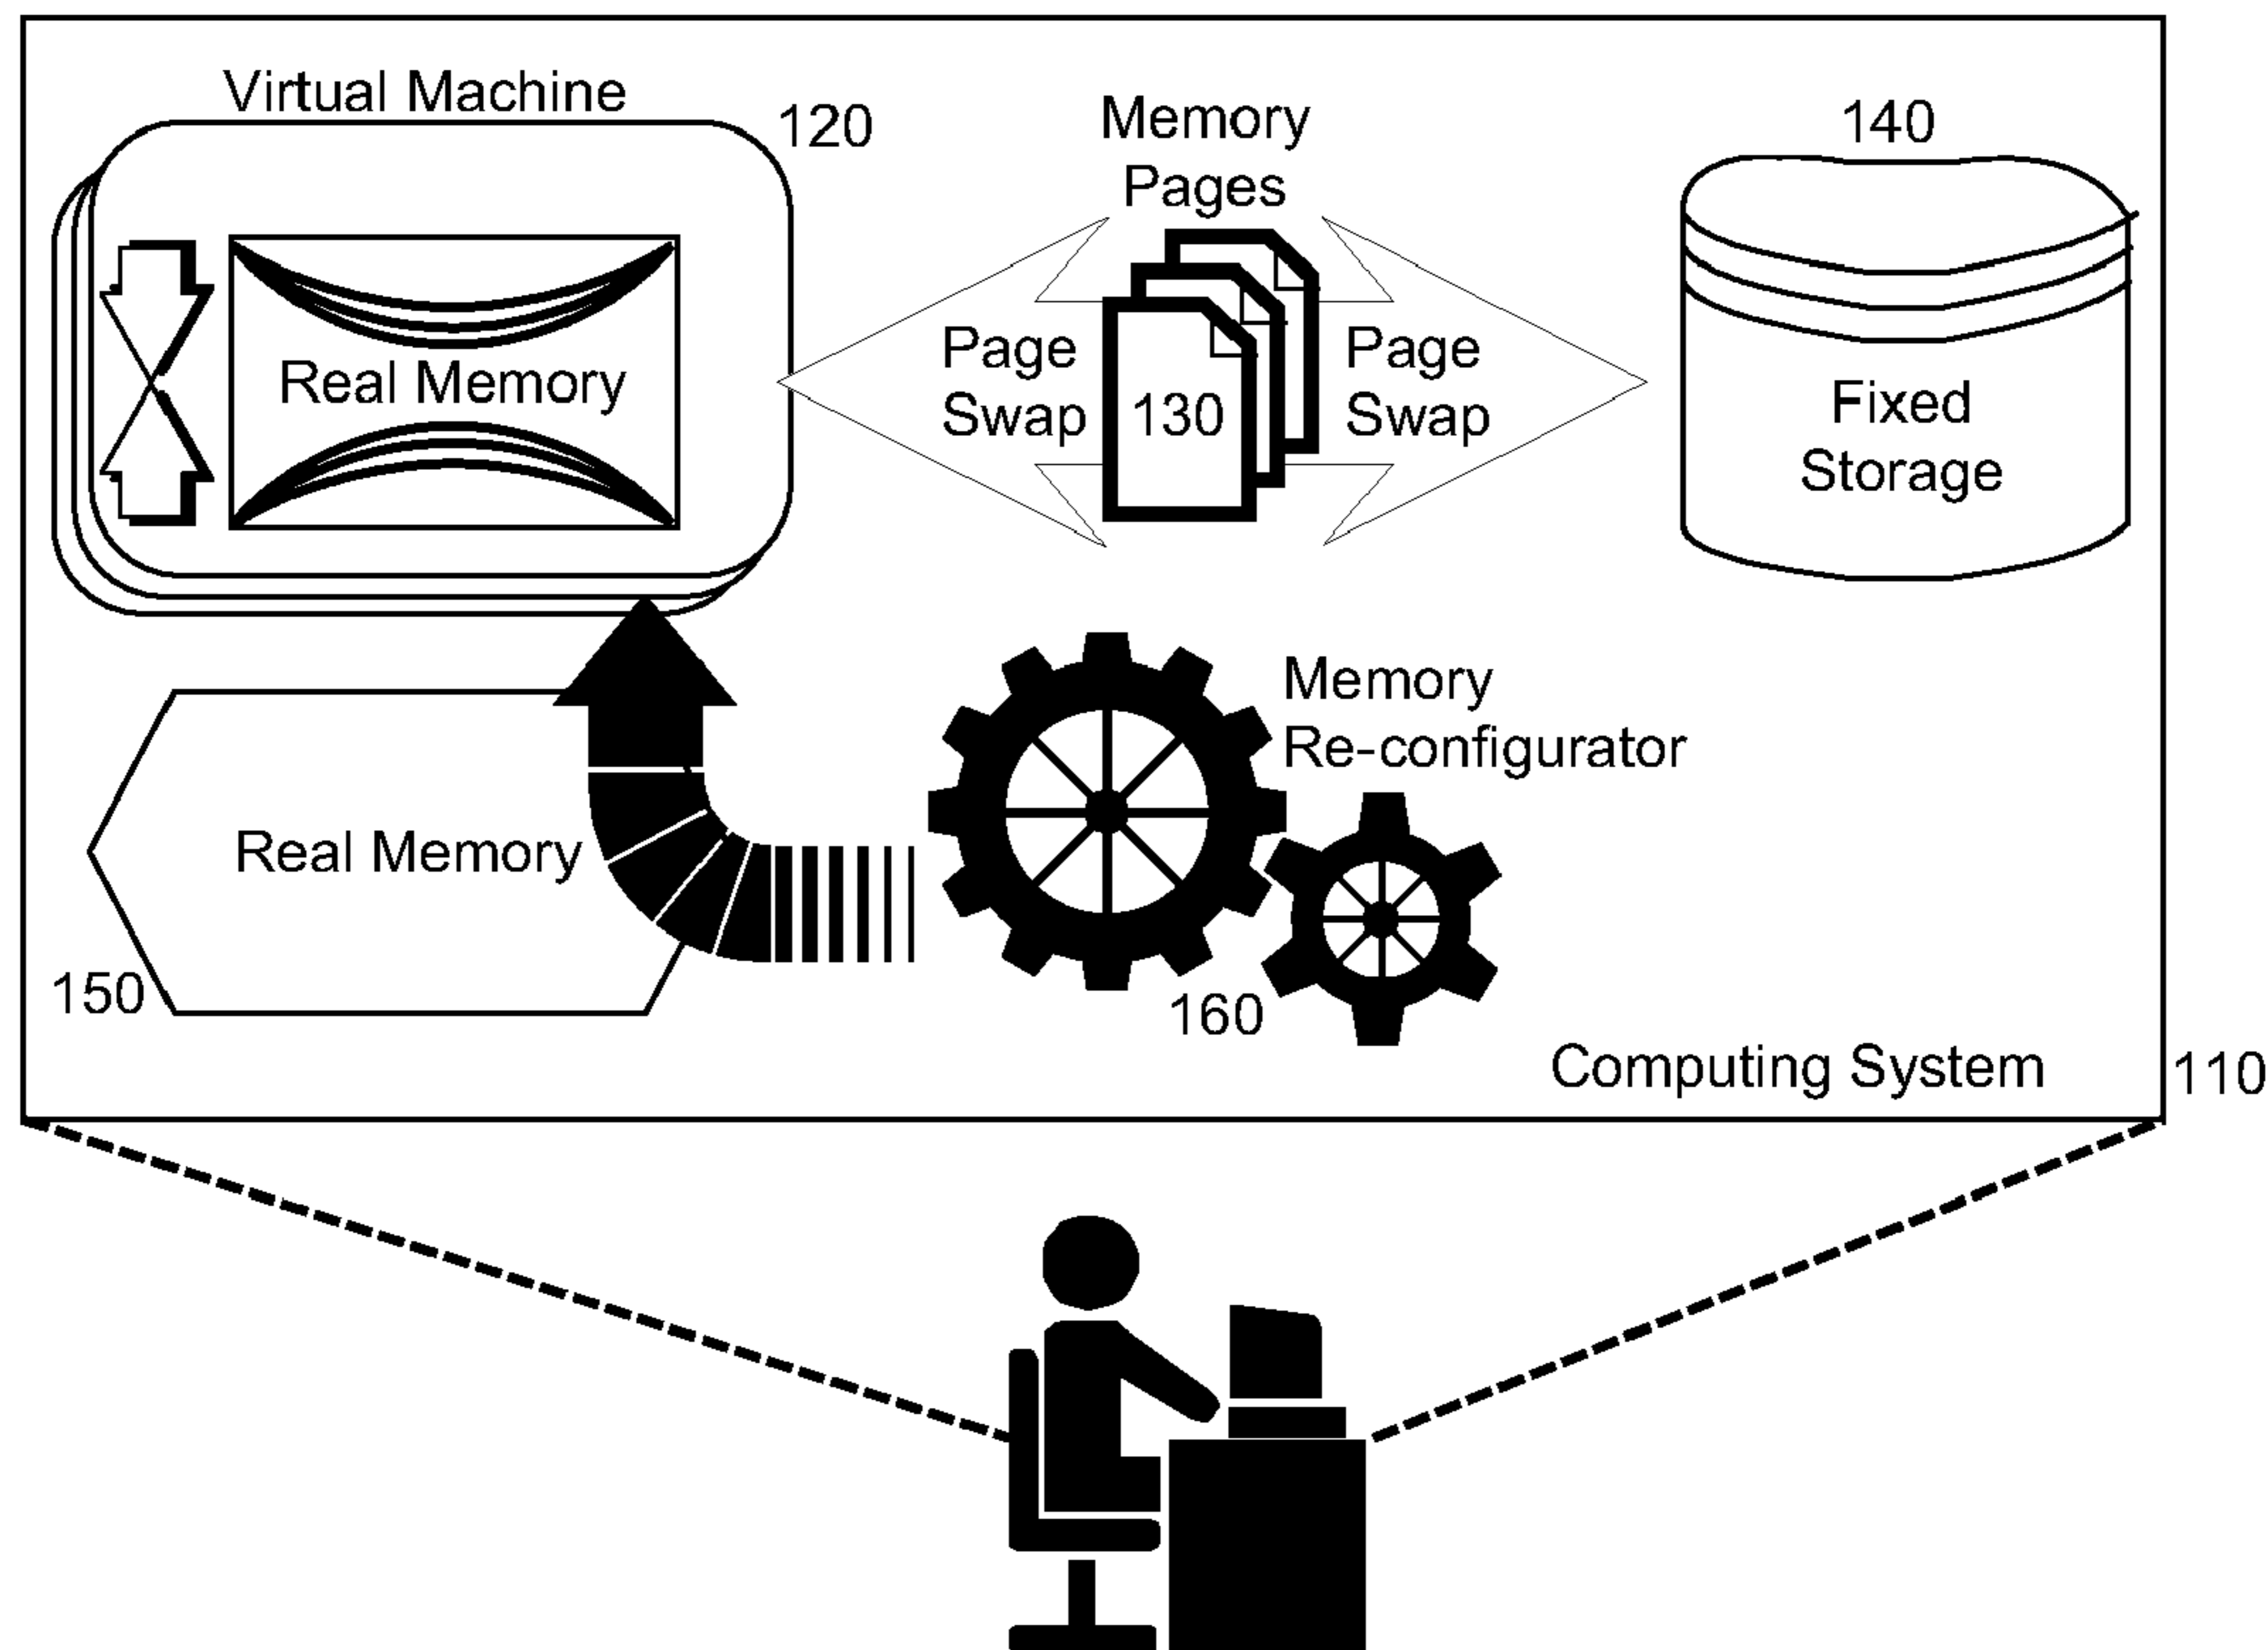 Virtual Machine
120
Memory
Pages
140
Real Memory
Page
Swap
130
Page
Swap
Fixed
Storage
Memory
Re-configurator
Real Memory
150
160
Computing System
110